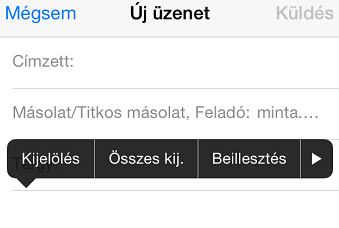 Mégsem Új üzenet Küldés
Címzett:
Másolat/Titkos másolat, Feladó: minta....
Kijelölés Összes kij. Beillesztés